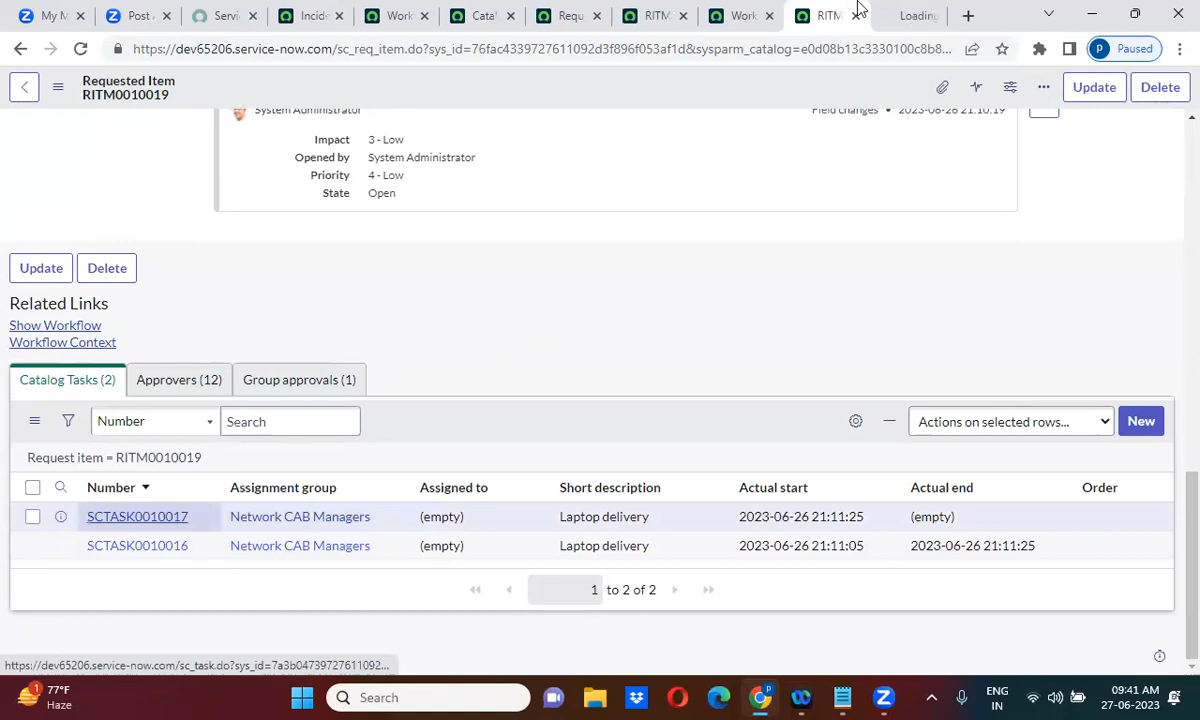 My M
Post A
Servi
Incid
Work
Cata
Requ
RITM
Work
RITM
Loading
https://dev65206.service-now.com/sc_req_item.do?sys_id=76fac4339727611092d3f896f053af1d&sysparm_catalog=e0d08b13c3330100c8b8...
P Paused
Requested Item
RITM0010019
Update Delete
System Administrator Field changes • 2023-06-26 21:10:19
Impact 3 - Low
Opened by System Administrator
Priority 4 - Low
State Open
Update Delete
Related Links
Show Workflow
Workflow Context
Catalog Tasks (2) Approvers (12) Group approvals (1)
Number Search Actions on selected rows... New
Request item = RITM0010019
Number Assignment group Assigned to Short description Actual start Actual end Order
SCTASK0010017 Network CAB Managers (empty) Laptop delivery 2023-06-26 21:11:25 (empty)
SCTASK0010016 Network CAB Managers (empty) Laptop delivery 2023-06-26 21:11:05 2023-06-26 21:11:25
1 to 2 of 2
https://dev65206.service-now.com/sc_task.do?sys_id=7a3b04739727611092...
1 77°F
Haze
Search
ENG
IN
09:41 AM
27-06-2023